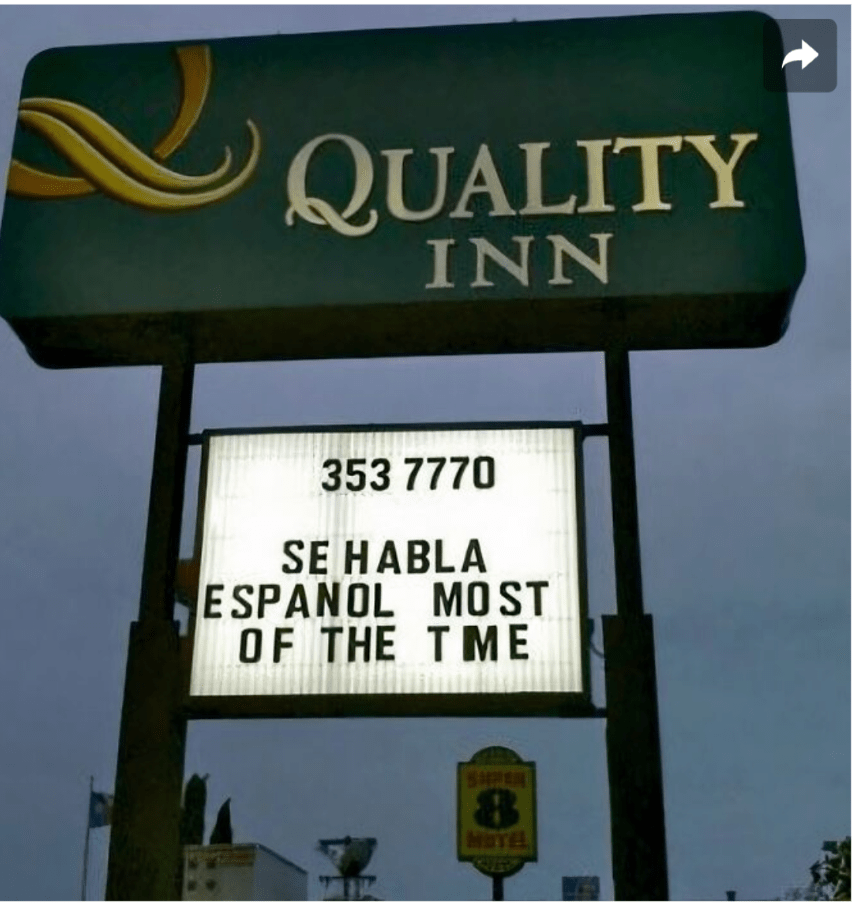 QUALITY
INN
353 7770
SE HABLA
ESPANOL MOST
OF THE TME
SUPER
8
MOTEL